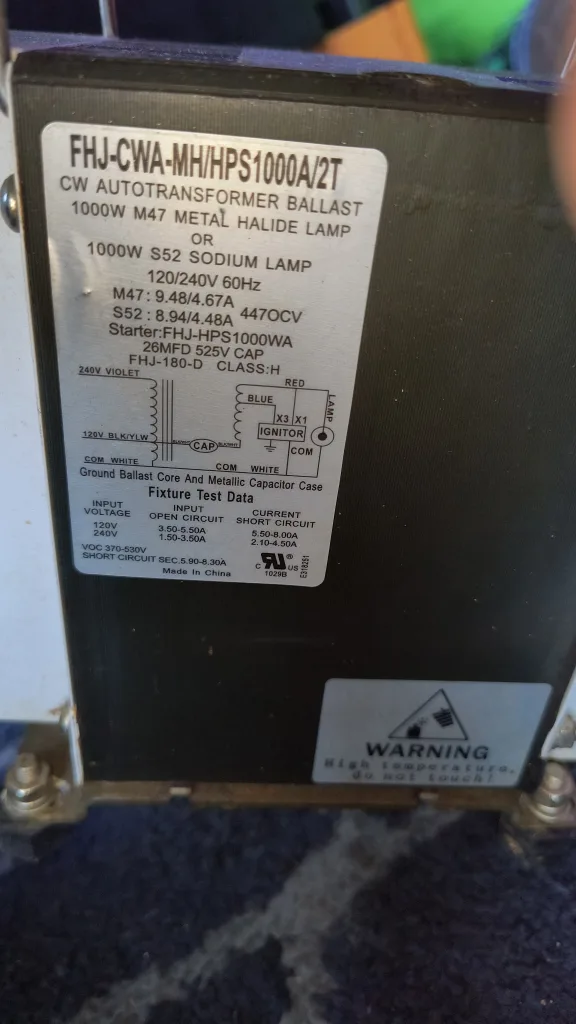 FHJ-CWA-MH/HPS1000A/2T
CW AUTOTRANSFORMER BALLAST
1000W M47 METAL HALIDE LAMP
OR
1000W S52 SODIUM LAMP
120/240V 60Hz
M47: 9.48/4.67A
S52: 8.94/4.48A 447OCV
Starter:FHJ-HPS1000WA
26MFD 525V CAP
FHJ-180-D CLASS:H
240V VIOLET
RED
BLUE
LAMP
X3 X1
IGNITOR
120V BLK/YLW
CAP
COM
COM WHITE
COM WHITE
Ground Ballast Core And Metallic Capacitor Case
Fixture Test Data
INPUT VOLTAGE INPUT OPEN CIRCUIT CURRENT SHORT CIRCUIT
120V 3.50-5.50A 5.50-8.00A
240V 1.50-3.50A 2.10-4.50A
VOC 370-530V
SHORT CIRCUIT SEC.5.90-8.30A
Made In China
C RU ® US
1029B
E318251
WARNING
High temperature,
do not touch!